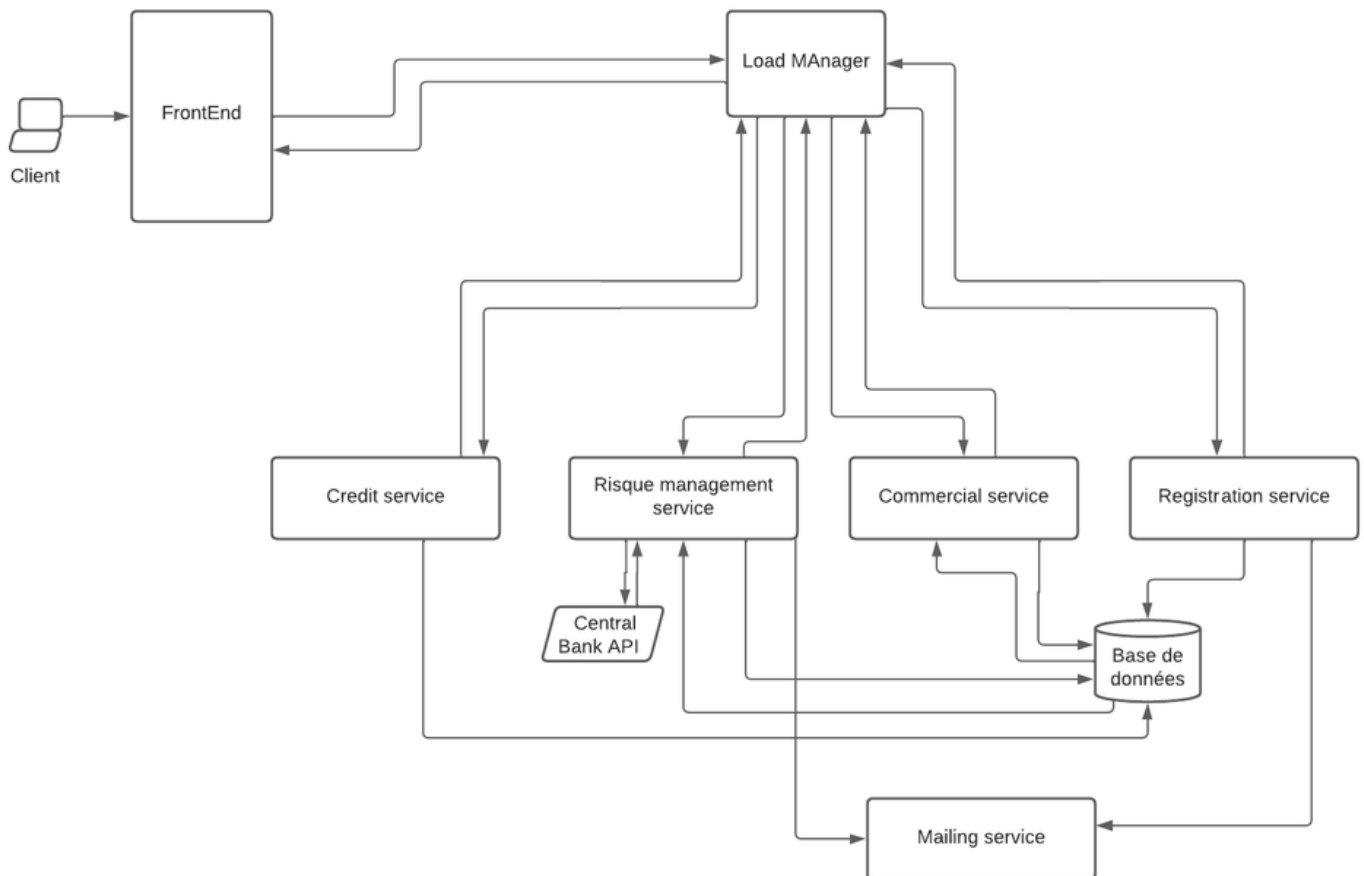 Load MAnager
FrontEnd
Client
Credit service
Risque management
service
Commercial service
Registration service
Central
Bank API
Base de
données
Mailing service